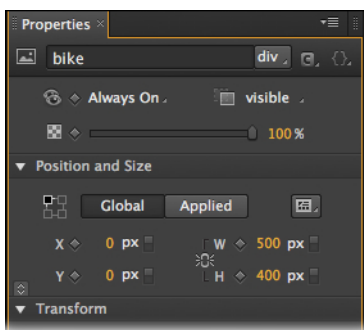 Properties ×
bike div C {}
Always On visible
100 %
Position and Size
Global Applied
X 0 px W 500 px
Y 0 px H 400 px
Transform